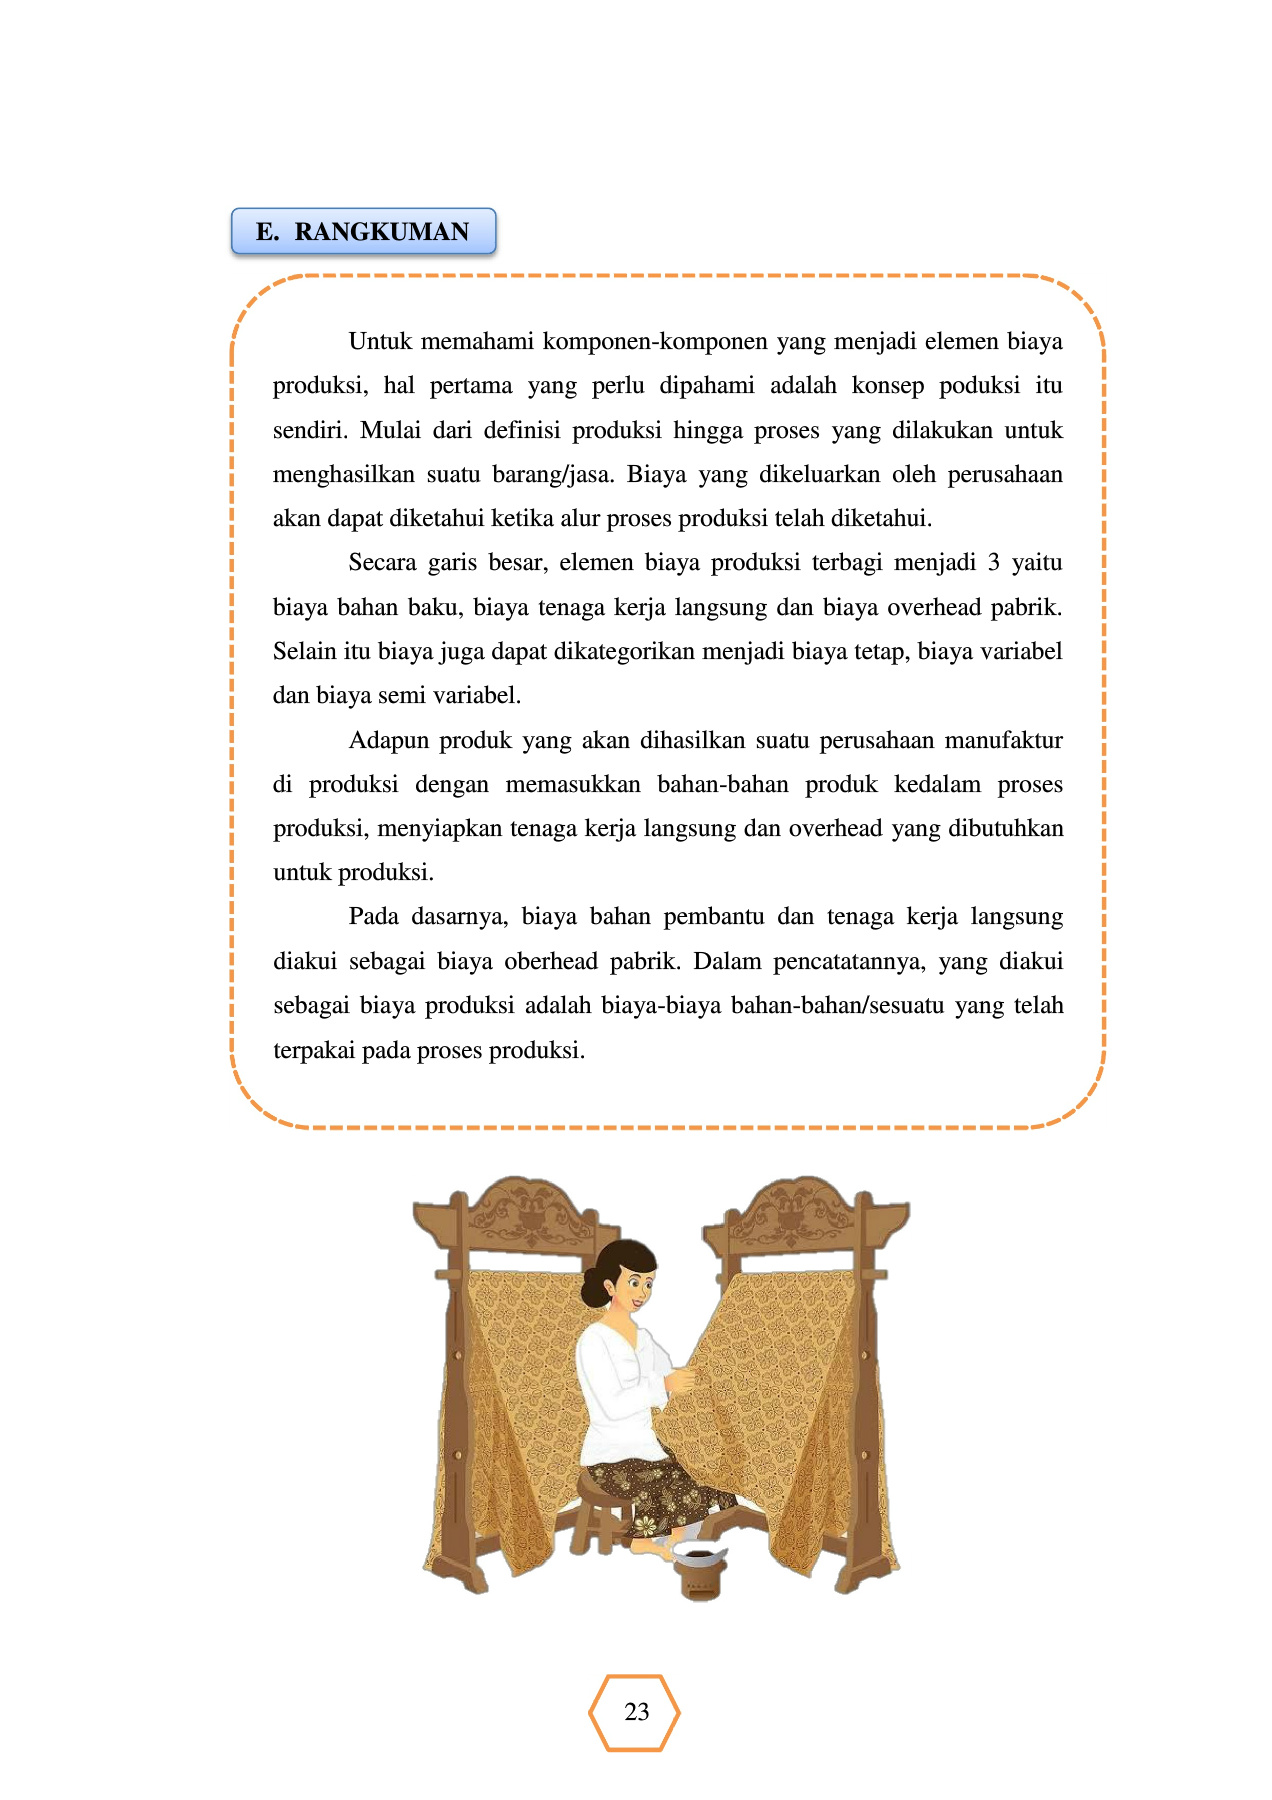 E. RANGKUMAN
Untuk memahami komponen-komponen yang menjadi elemen biaya
produksi, hal pertama yang perlu dipahami adalah konsep poduksi itu
sendiri. Mulai dari definisi produksi hingga proses yang dilakukan untuk
menghasilkan suatu barang/jasa. Biaya yang dikeluarkan oleh perusahaan
akan dapat diketahui ketika alur proses produksi telah diketahui.
Secara garis besar, elemen biaya produksi terbagi menjadi 3 yaitu
biaya bahan baku, biaya tenaga kerja langsung dan biaya overhead pabrik.
Selain itu biaya juga dapat dikategorikan menjadi biaya tetap, biaya variabel
dan biaya semi variabel.
Adapun produk yang akan dihasilkan suatu perusahaan manufaktur
di produksi dengan memasukkan bahan-bahan produk kedalam proses
produksi, menyiapkan tenaga kerja langsung dan overhead yang dibutuhkan
untuk produksi.
Pada dasarnya, biaya bahan pembantu dan tenaga kerja langsung
diakui sebagai biaya oberhead pabrik. Dalam pencatatannya, yang diakui
sebagai biaya produksi adalah biaya-biaya bahan-bahan/sesuatu yang telah
terpakai pada proses produksi.
23